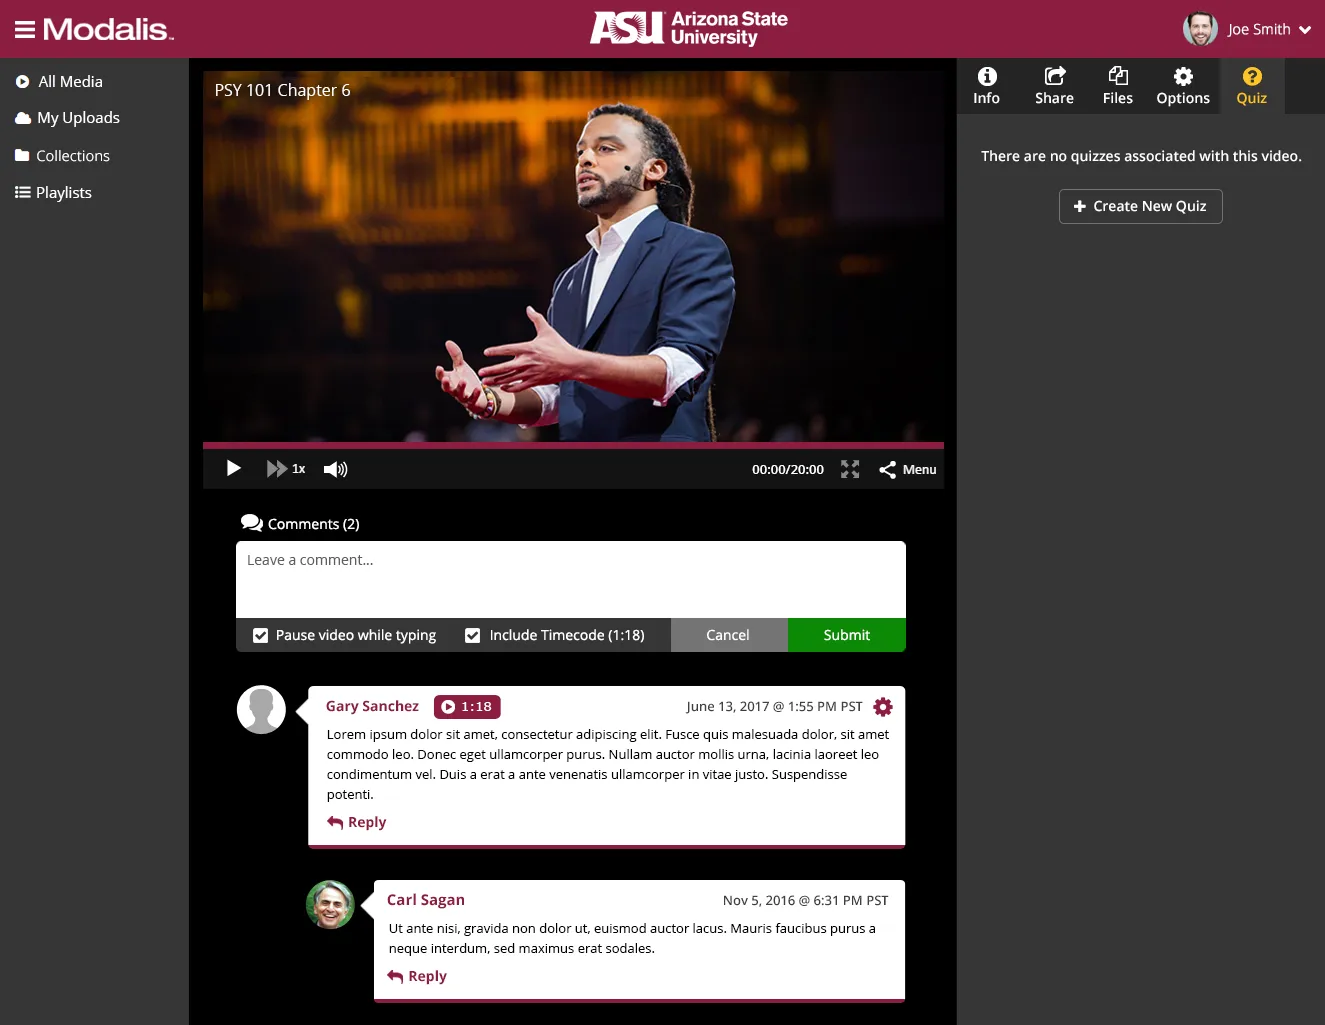 Modalis™
ASU Arizona State
University
Joe Smith
All Media
My Uploads
Collections
Playlists
PSY 101 Chapter 6
1x
00:00/20:00
Menu
Info
Share
Files
Options
Quiz
There are no quizzes associated with this video.
Create New Quiz
Comments (2)
Leave a comment...
Pause video while typing
Include Timecode (1:18)
Cancel
Submit
Gary Sanchez 1:18 June 13, 2017 @ 1:55 PM PST
Lorem ipsum dolor sit amet, consectetur adipiscing elit. Fusce quis malesuada dolor, sit amet
commodo leo. Donec eget ullamcorper purus. Nullam auctor mollis urna, lacinia laoreet leo
condimentum vel. Duis a erat a ante venenatis ullamcorper in vitae justo. Suspendisse
potenti.
Reply
Carl Sagan Nov 5, 2016 @ 6:31 PM PST
Ut ante nisi, gravida non dolor ut, euismod auctor lacus. Mauris faucibus purus a
neque interdum, sed maximus erat sodales.
Reply